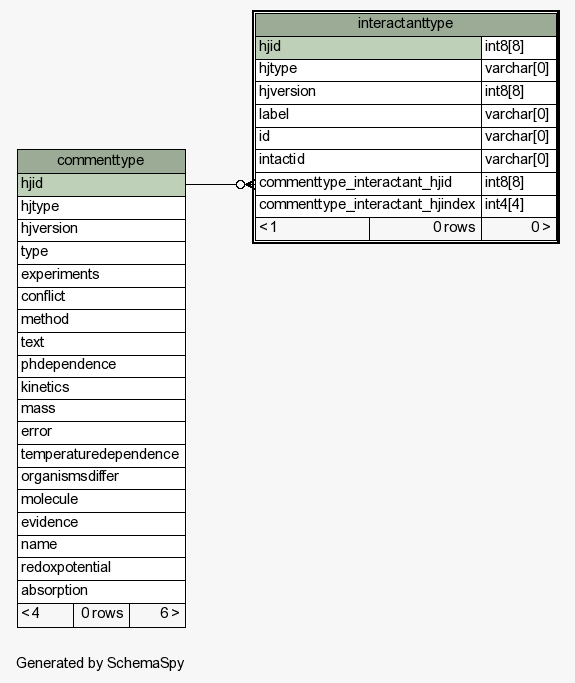 interactanttype
hjid int8[8]
hjtype varchar[0]
hjversion int8[8]
label varchar[0]
id varchar[0]
intactid varchar[0]
commenttype_interactant_hjid int8[8]
commenttype_interactant_hjindex int4[4]
< 1 0 rows 0 >
commenttype
hjid
hjtype
hjversion
type
experiments
conflict
method
text
phdependence
kinetics
mass
error
temperaturedependence
organismsdiffer
molecule
evidence
name
redoxpotential
absorption
< 4 0 rows 6 >
Generated by SchemaSpy